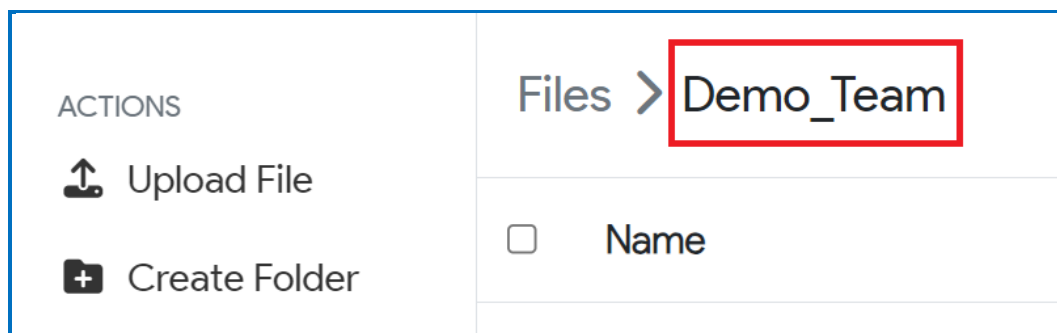 ACTIONS
Upload File
Create Folder
Files > Demo_Team
Name